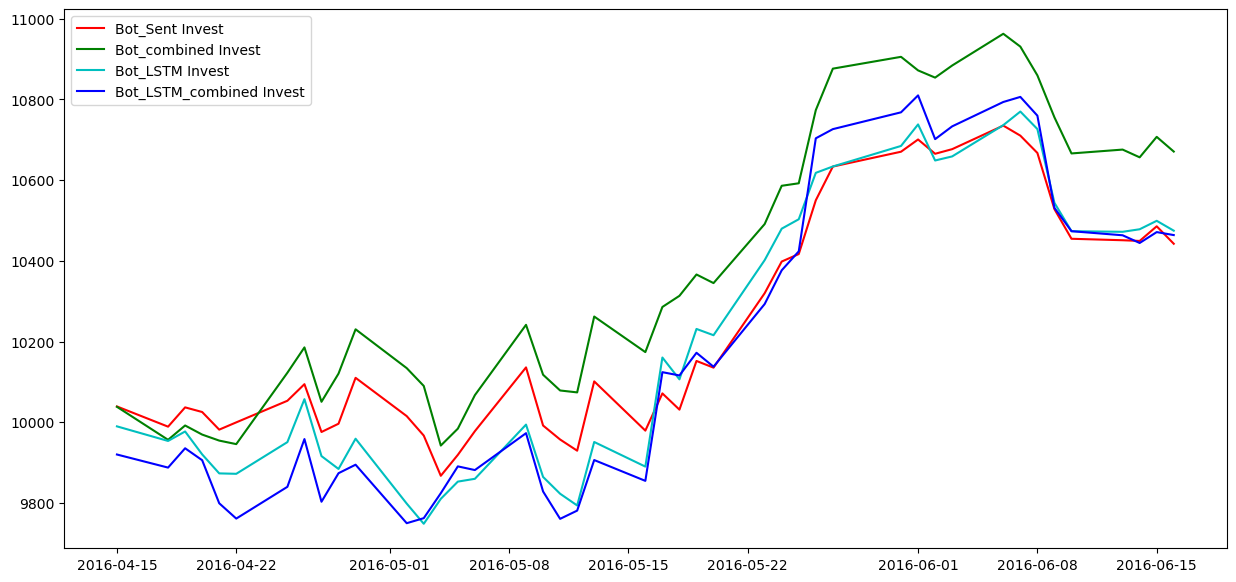 11000
10800
10600
10400
10200
10000
9800
Bot_Sent Invest
Bot_combined Invest
Bot_LSTM Invest
Bot_LSTM_combined Invest
2016-04-15 2016-04-22 2016-05-01 2016-05-08 2016-05-15 2016-05-22 2016-06-01 2016-06-08 2016-06-15